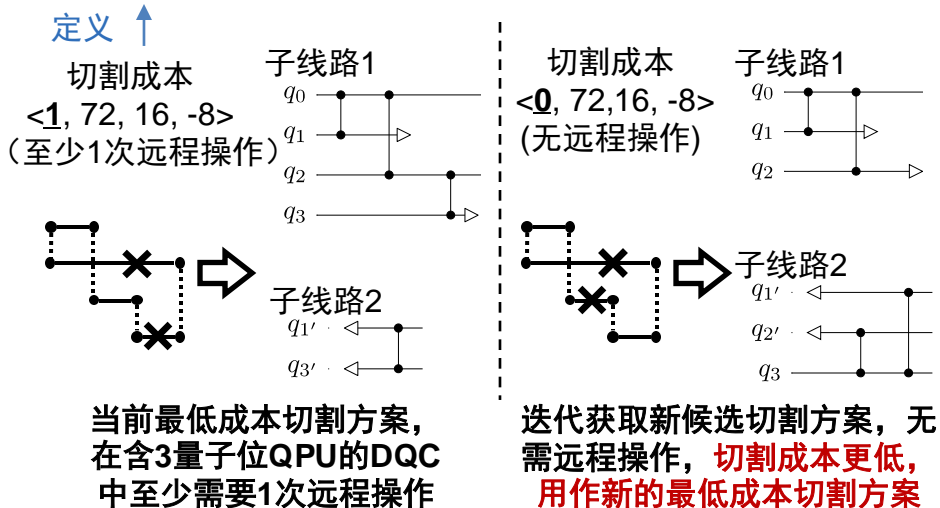 定义
切割成本
<1, 72, 16, -8>
（至少1次远程操作）
子线路1
q0
q1
q2
q3
子线路2
q1′
q3′
当前最低成本切割方案，
在含3量子位QPU的DQC
中至少需要1次远程操作
切割成本
<0, 72,16, -8>
(无远程操作)
子线路1
q0
q1
q2
子线路2
q1′
q2′
q3
迭代获取新候选切割方案，无
需远程操作，切割成本更低，
用作新的最低成本切割方案